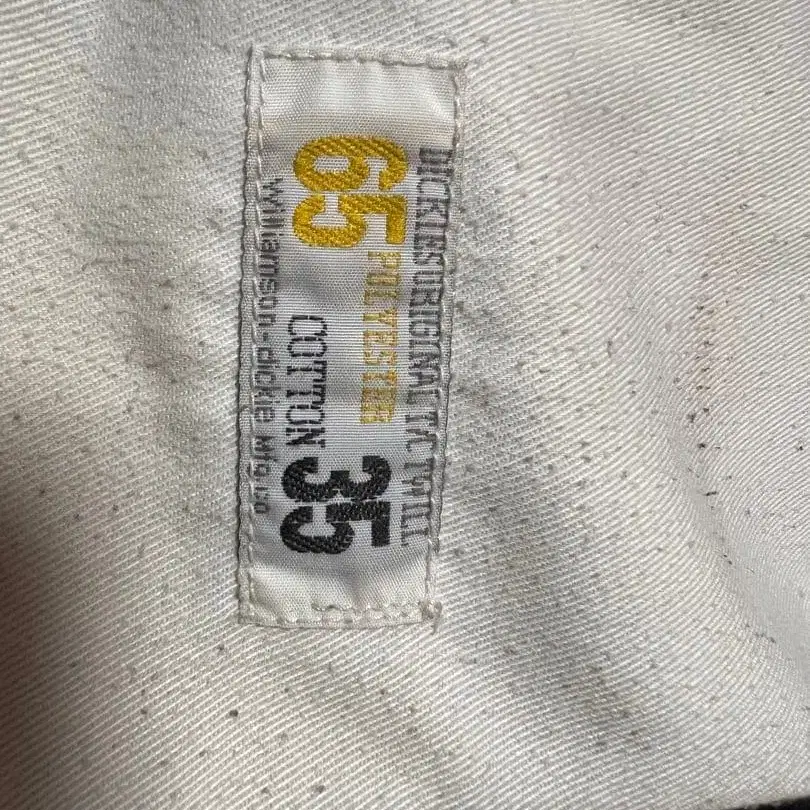 DICKIES ORIGINAL T/C TWILL
65 POLYESTER
COTTON 35
Williamson-dickie Mfg.co